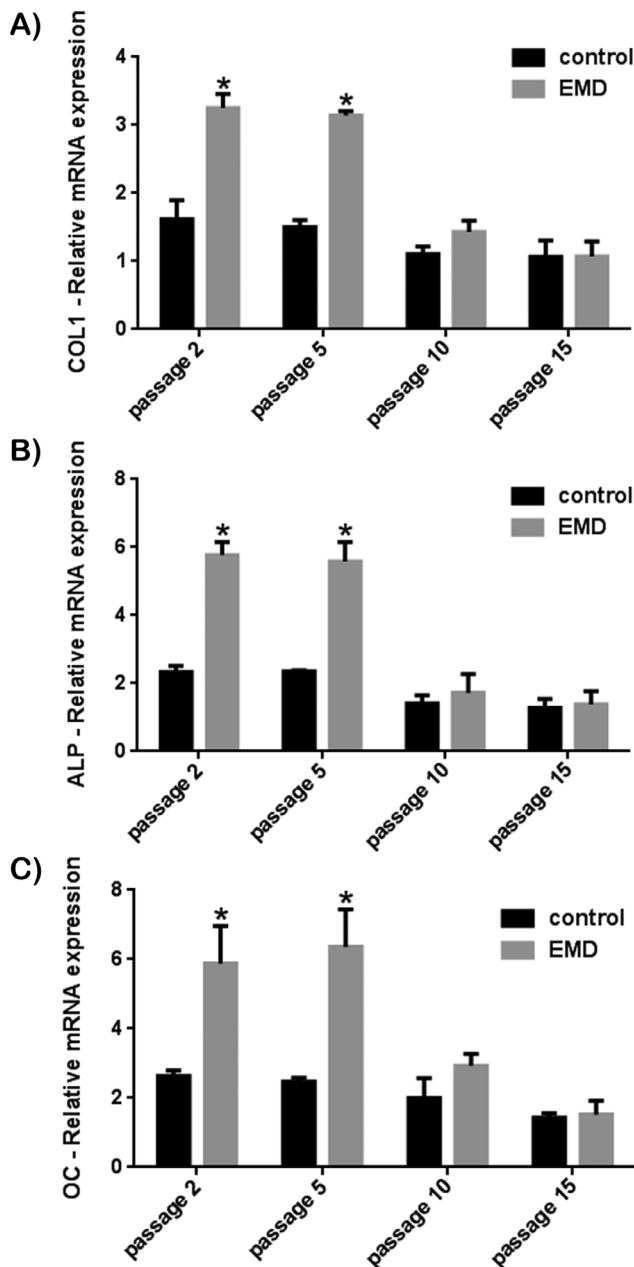 A)
COL1 - Relative mRNA expression
4
3
2
1
0
control
EMD
*
*
passage 2
passage 5
passage 10
passage 15
B)
ALP - Relative mRNA expression
8
6
4
2
0
control
EMD
*
*
passage 2
passage 5
passage 10
passage 15
C)
OC - Relative mRNA expression
8
6
4
2
0
control
EMD
*
*
passage 2
passage 5
passage 10
passage 15